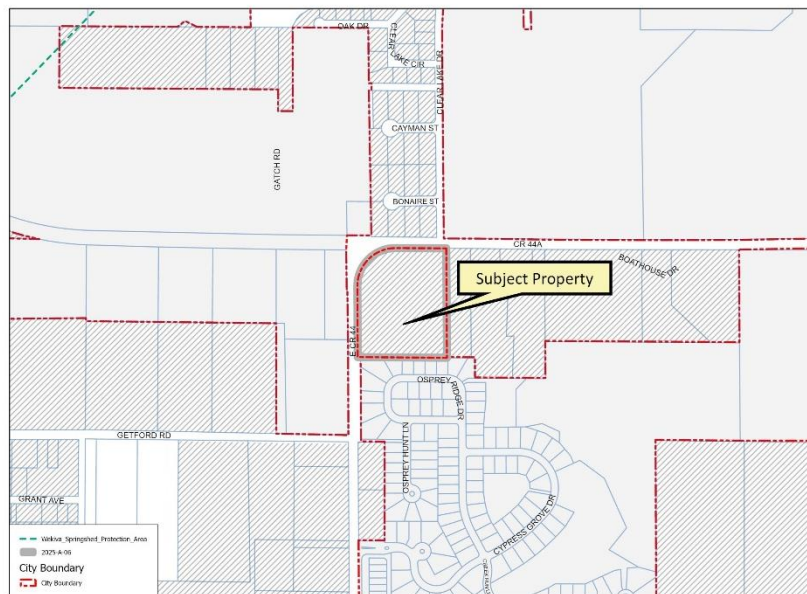 OAK DR
CLEAR LAKE CIR
CLEAR LAKE DR
CAYMAN ST
GATCH RD
BONAIRE ST
CR 44A
BOATHOUSE DR
Subject Property
E CR 44
OSPREY RIDGE DR
GETFORD RD
OSPREY HUNT LN
GRANT AVE
CYPRESS GROVE DR
Wekiva_Springshed_Protection_Area
2025-A-06
City Boundary
City Boundary